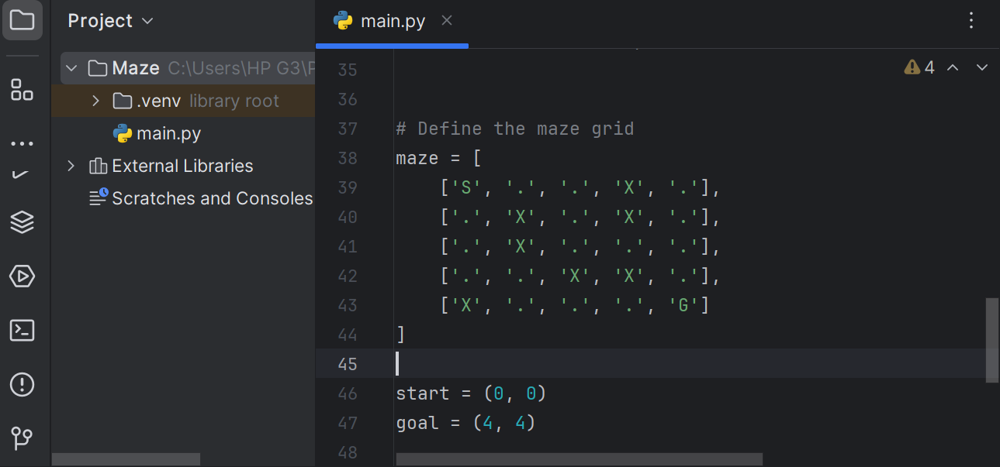 Project
Maze C:\Users\HP G3\P
.venv library root
main.py
External Libraries
Scratches and Consoles
main.py
4
35
36
37 # Define the maze grid
38 maze = [
39     ['S', '.', '.', 'X', '.'],
40     ['.', 'X', '.', 'X', '.'],
41     ['.', 'X', '.', '.', '.'],
42     ['.', '.', 'X', 'X', '.'],
43     ['X', '.', '.', '.', 'G']
44 ]
45
46 start = (0, 0)
47 goal = (4, 4)
48